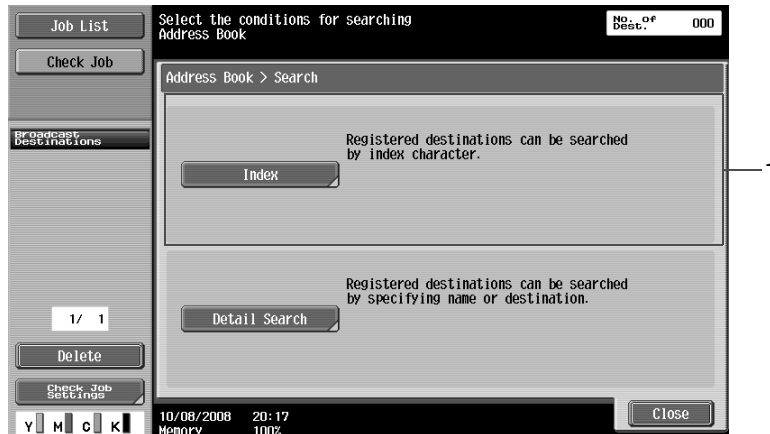 Job List
Check Job
Broadcast
Destinations
1/ 1
Delete
Check Job
Settings
Y M C K
Select the conditions for searching
Address Book
No. of
Dest.
000
Address Book > Search
Registered destinations can be searched
by index character.
Index
Registered destinations can be searched
by specifying name or destination.
Detail Search
10/08/2008 20:17
Memory 100%
Close